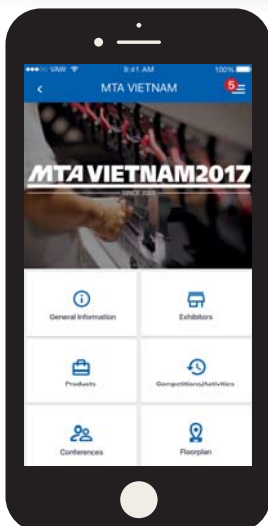 VAW 9:41 AM 100%
MTA VIETNAM 5
MTA VIETNAM2017
SINCE 2005
General Information Exhibitors
Products Competitions/Activities
Conferences Floorplan